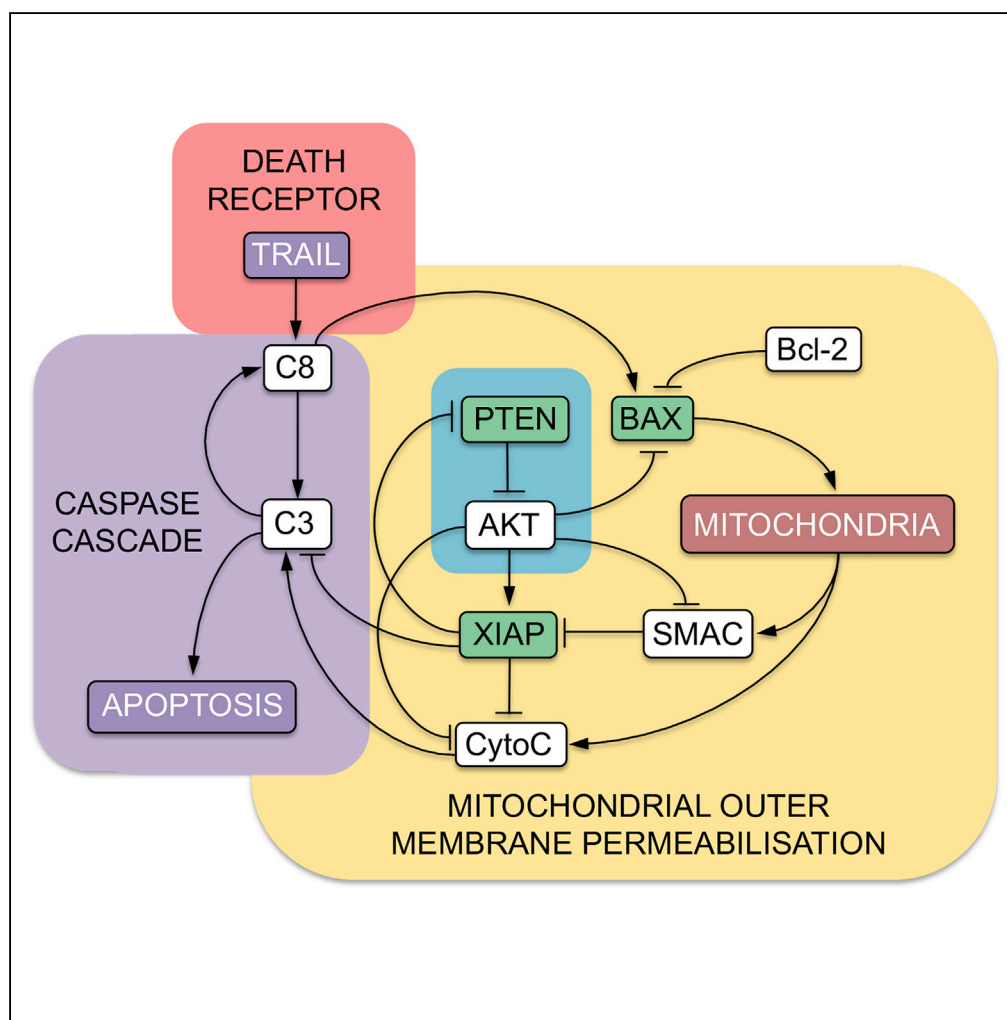 DEATH
RECEPTOR
TRAIL
C8
Bcl-2
PTEN
BAX
CASPASE
CASCADE
C3
AKT
MITOCHONDRIA
XIAP
SMAC
APOPTOSIS
CytoC
MITOCHONDRIAL OUTER
MEMBRANE PERMEABILISATION